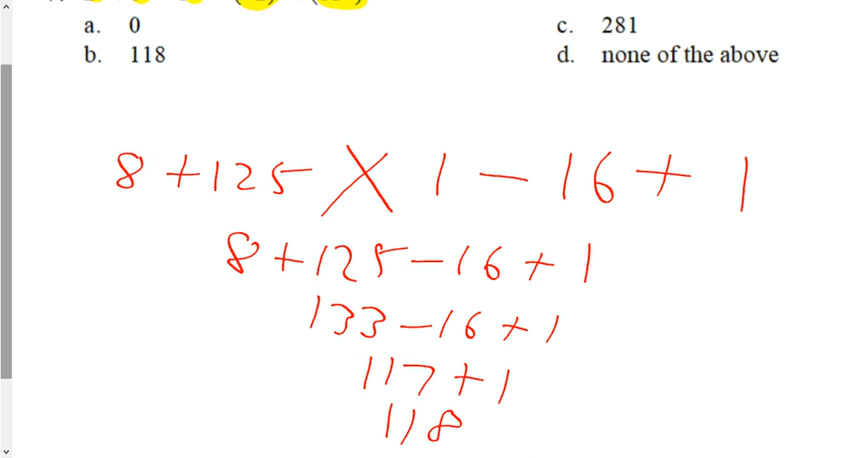 a. 0
c. 281
b. 118
d. none of the above
8 + 125 × 1 - 16 + 1
8 + 125 - 16 + 1
133 - 16 + 1
117 + 1
118